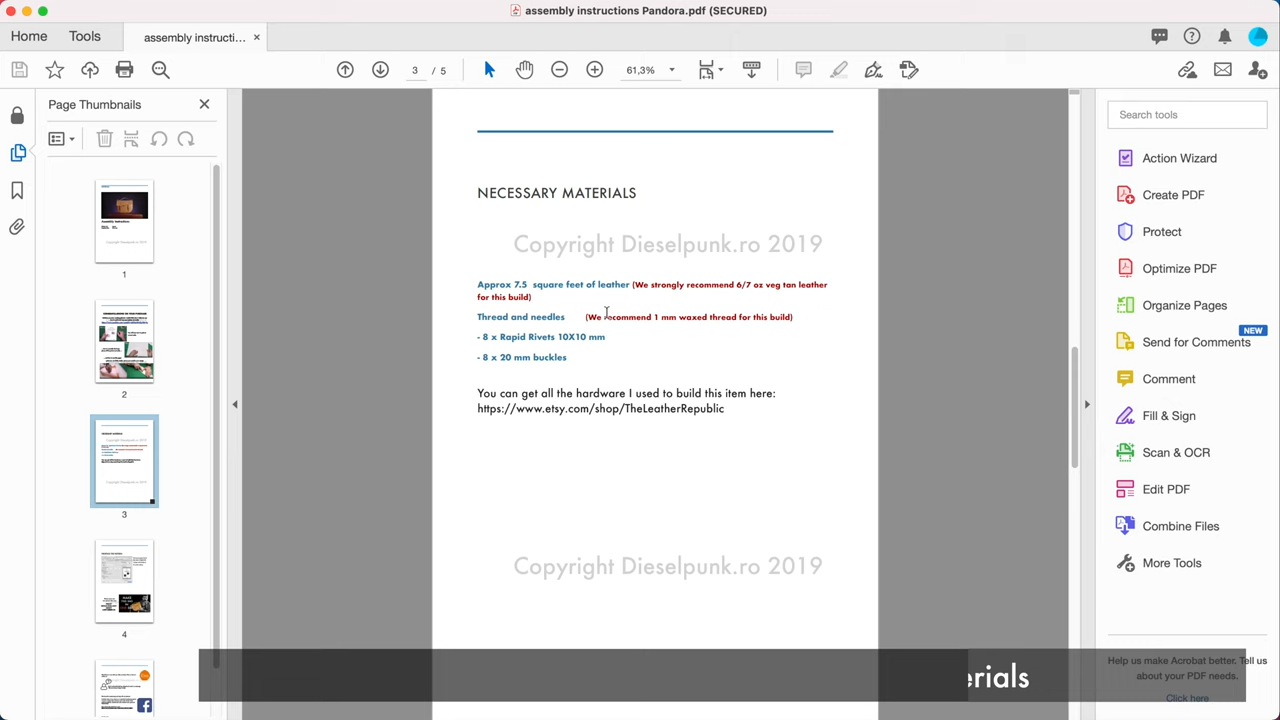 assembly instructions Pandora.pdf (SECURED)
Home
Tools
assembly instructi...
3 / 5
61,3%
Page Thumbnails
Search tools
1
2
3
4
Action Wizard
Create PDF
Protect
Optimize PDF
Organize Pages
NEW
Send for Comments
Comment
Fill & Sign
Scan & OCR
Edit PDF
Combine Files
More Tools
Help us make Acrobat better. Tell us
about your PDF needs.
Click here
NECESSARY MATERIALS
Copyright Dieselpunk.ro 2019
Approx 7.5 square feet of leather (We strongly recommend 6/7 oz veg tan leather
for this build)
Thread and needles (We recommend 1 mm waxed thread for this build)
- 8 x Rapid Rivets 10X10 mm
- 8 x 20 mm buckles
You can get all the hardware I used to build this item here:
https://www.etsy.com/shop/TheLeatherRepublic
Copyright Dieselpunk.ro 2019
erials